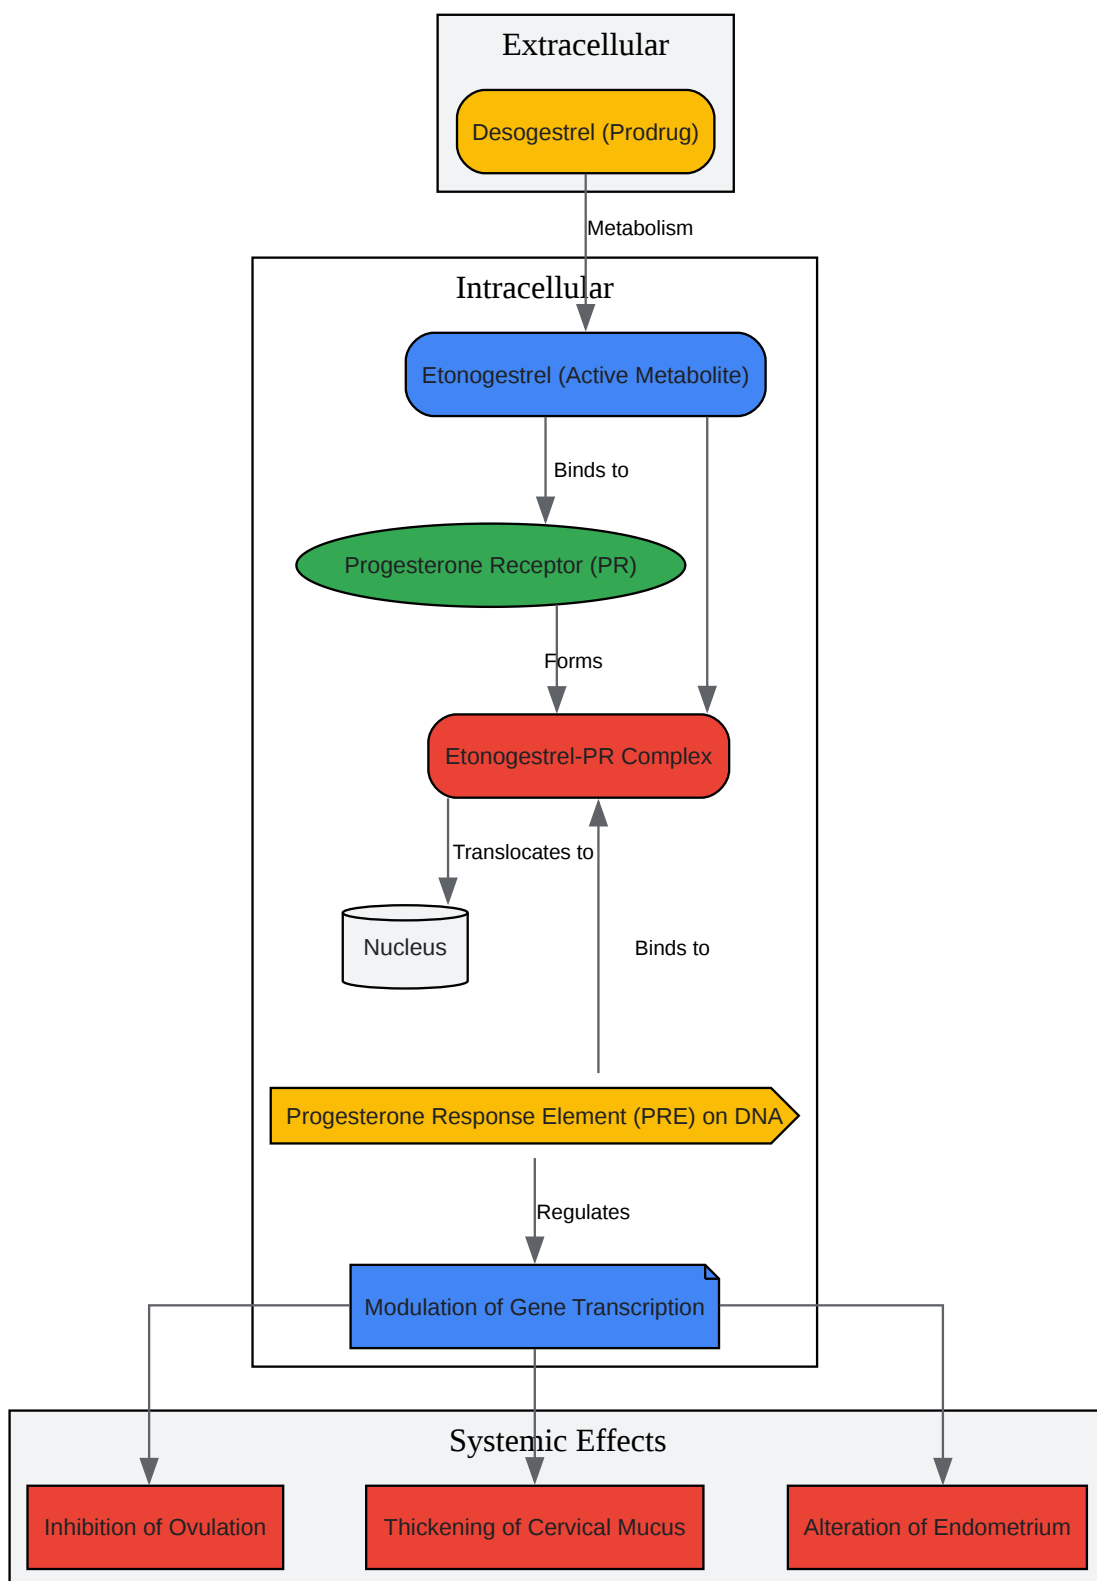 Extracellular
Desogestrel (Prodrug)
Metabolism
Intracellular
Etonogestrel (Active Metabolite)
Binds to
Progesterone Receptor (PR)
Forms
Etonogestrel-PR Complex
Translocates to
Nucleus
Binds to
Progesterone Response Element (PRE) on DNA
Regulates
Modulation of Gene Transcription
Systemic Effects
Inhibition of Ovulation
Thickening of Cervical Mucus
Alteration of Endometrium